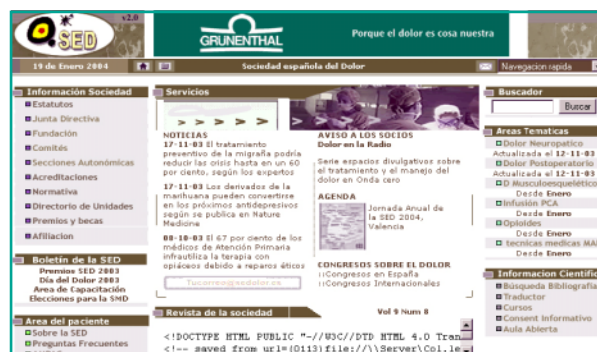 SED
v2.0
GRUNENTHAL
Porque el dolor es cosa nuestra
19 de Enero 2004
Sociedad española del Dolor
Navegacion rapida
Información Sociedad
Estatutos
Junta Directiva
Fundación
Comités
Secciones Autonómicas
Acreditaciones
Normativa
Directorio de Unidades
Premios y becas
Afiliacion
Boletín de la SED
Premios SED 2003
Día del Dolor 2003
Area de Capacitación
Elecciones para la SMD
Area del paciente
Sobre la SED
Preguntas Frecuentes
Servicios
NOTICIAS
17-11-03 El tratamiento
preventivo de la migraña podría
reducir las crisis hasta en un 60
por ciento, según los expertos
17-11-03 Los derivados de la
marihuana pueden convertirse
en los próximos antidepresivos
según se publica en Nature
Medicine
08-10-03 El 67 por ciento de los
médicos de Atención Primaria
infrautiliza la terapia con
opiáceos debido a reparos éticos
Tucorreo@sedolor.es
AVISO A LOS SOCIOS
Dolor en la Radio
Serie espacios divulgativos sobre
el tratamiento y el manejo del
dolor en Onda cero
AGENDA
Jornada Anual de
la SED 2004,
Valencia
CONGRESOS SOBRE EL DOLOR
::Congresos en España
::Congresos Internacionales
Revista de la sociedad
Vol 9 Num 8
<!DOCTYPE HTML PUBLIC "-//W3C//DTD HTML 4.0 Tran
<!-- saved from url=(0113)file://\\Server\Col.le
Buscador
Buscar
Areas Tematicas
Dolor Neuropatico
Actualizada el 12-11-03
Dolor Postoperatorio
Actualizada el 12-11-03
D Musculoesquelético
Desde Enero
Infusión PCA
Desde Enero
Opioides
Desde Enero
tecnicas medicas MAI
Desde Enero
Informacion Cientific
Búsqueda Bibliografia
Traductor
Cursos
Consent Informativo
Aula Abierta